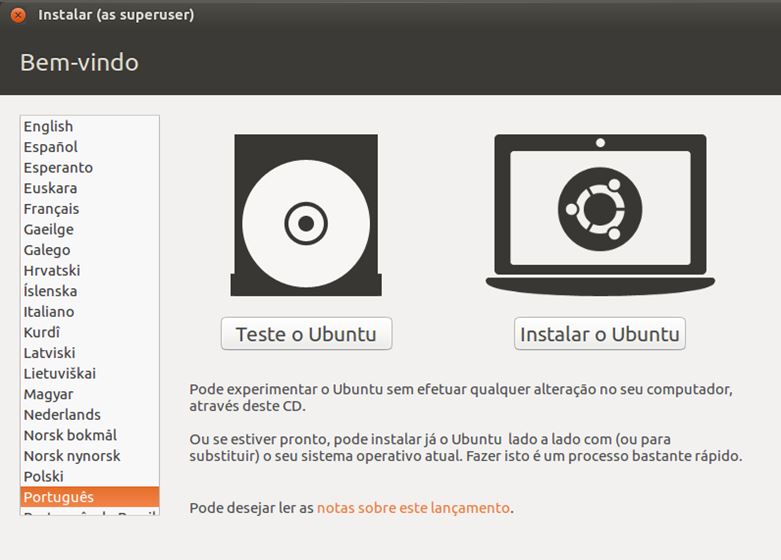 Instalar (as superuser)
Bem-vindo
English
Español
Esperanto
Euskara
Français
Gaeilge
Galego
Hrvatski
Íslenska
Italiano
Kurdî
Latviski
Lietuviškai
Magyar
Nederlands
Norsk bokmål
Norsk nynorsk
Polski
Português
Teste o Ubuntu
Instalar o Ubuntu
Pode experimentar o Ubuntu sem efetuar qualquer alteração no seu computador,
através deste CD.
Ou se estiver pronto, pode instalar já o Ubuntu lado a lado com (ou para
substituir) o seu sistema operativo atual. Fazer isto é um processo bastante rápido.
Pode desejar ler as notas sobre este lançamento.